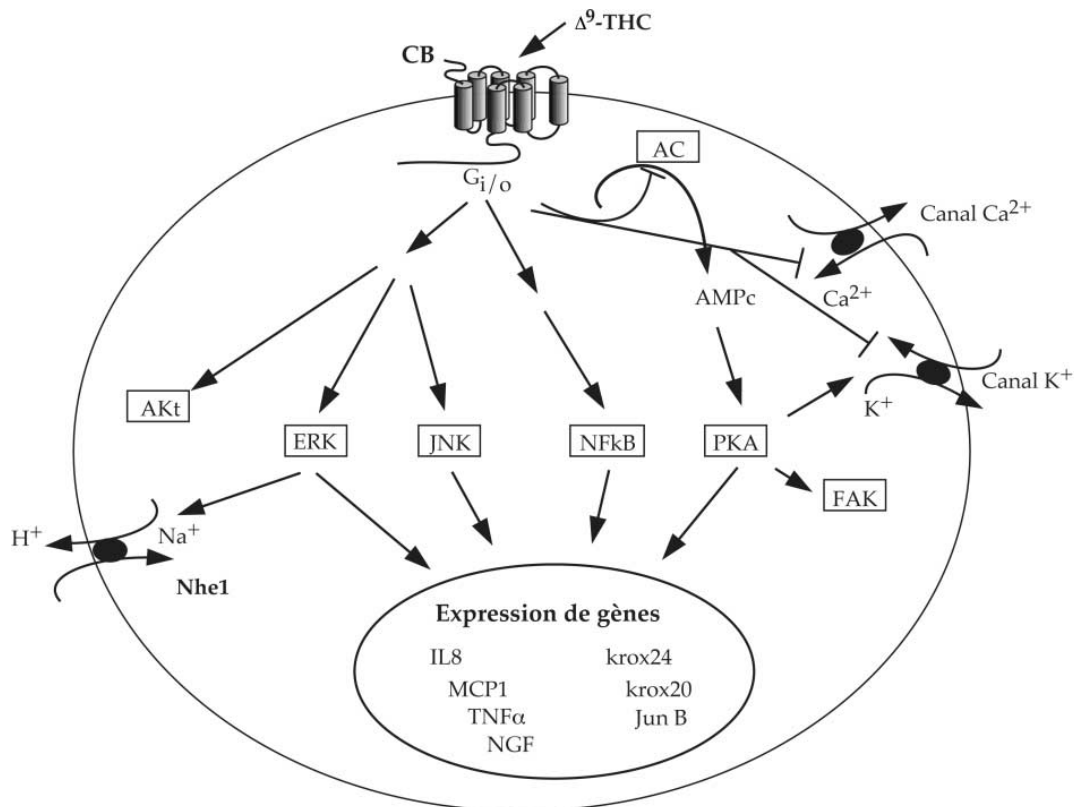 Δ⁹-THC
CB
AC
Gi/o
Canal Ca²⁺
AMPc
Ca²⁺
Canal K⁺
K⁺
AKt
ERK
JNK
NFkB
PKA
FAK
H⁺
Na⁺
Nhe1
Expression de gènes
IL8
krox24
MCP1
krox20
TNFα
Jun B
NGF